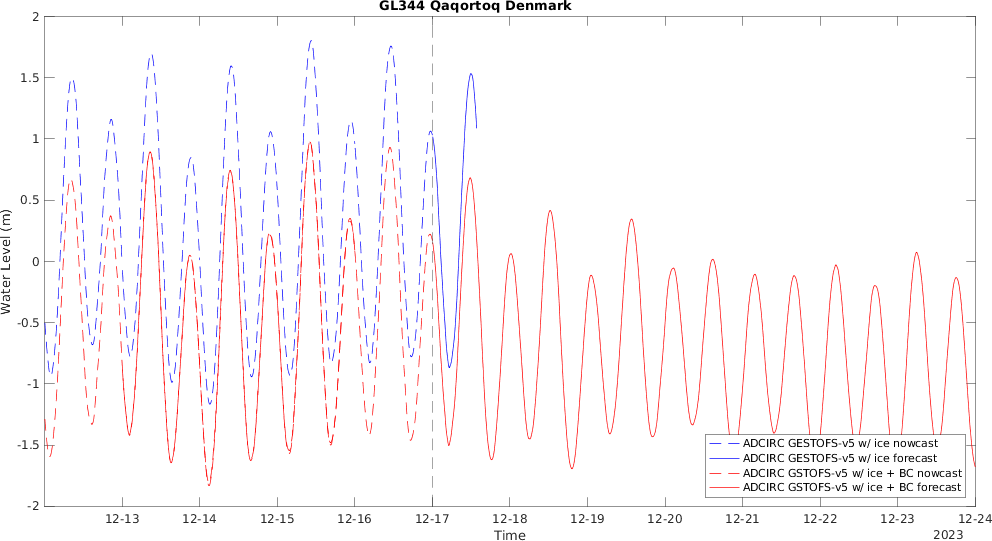 GL344 Qaqortoq Denmark
2
1.5
1
0.5
0
-0.5
-1
-1.5
-2
Water Level (m)
ADCIRC GESTOFS-v5 w/ ice nowcast
ADCIRC GESTOFS-v5 w/ ice forecast
ADCIRC GSTOFS-v5 w/ ice + BC nowcast
ADCIRC GSTOFS-v5 w/ ice + BC forecast
12-13 12-14 12-15 12-16 12-17 12-18 12-19 12-20 12-21 12-22 12-23 12-24
Time
2023